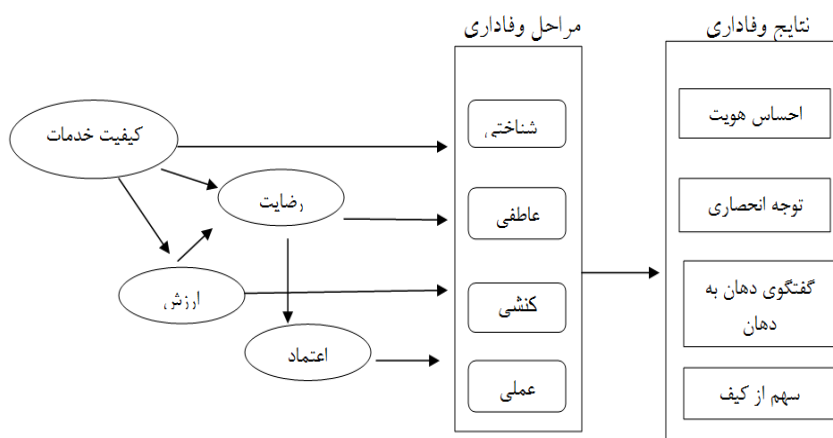 نتایج وفاداری
مراحل وفاداری
کیفیت خدمات
رضایت
ارزش
اعتماد
شناختی
عاطفی
کنشی
عملی
احساس هویت
توجه انحصاری
گفتگوی دهان به
دهان
سهم از کیف